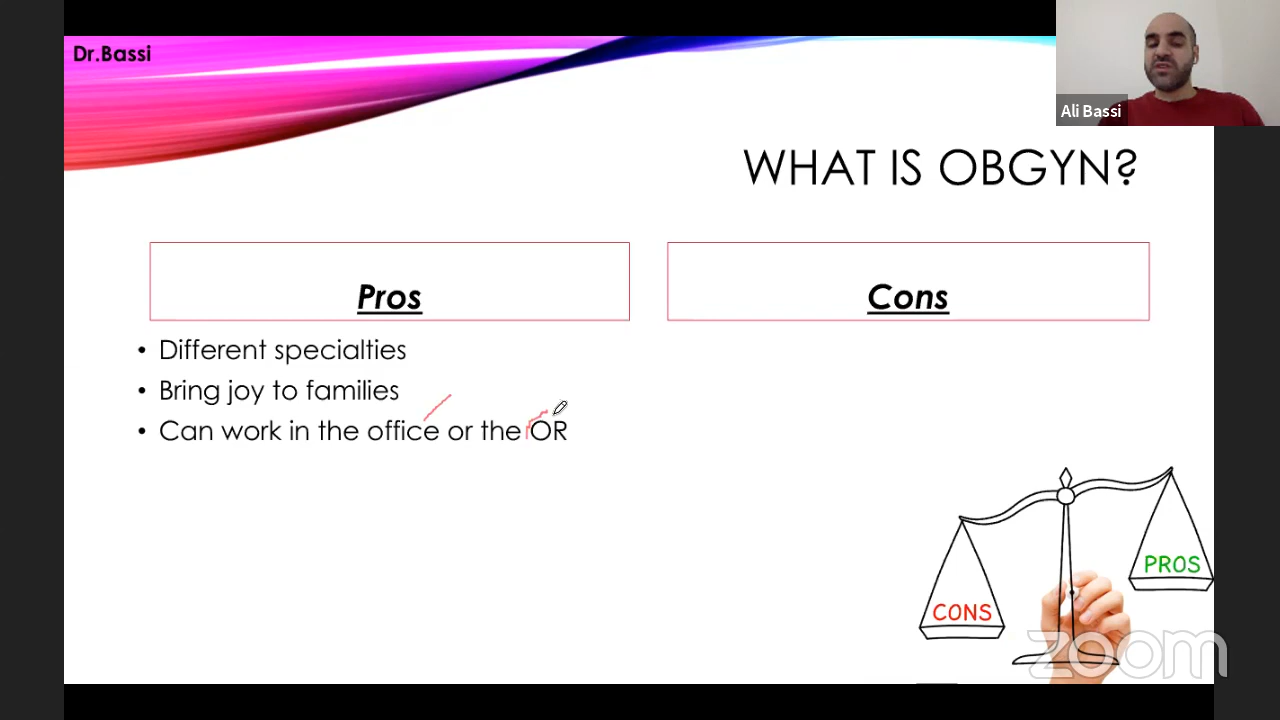 Dr.Bassi
Ali Bassi
WHAT IS OBGYN?
Pros
Cons
• Different specialties
• Bring joy to families
• Can work in the office or the OR
PROS
CONS
zoom